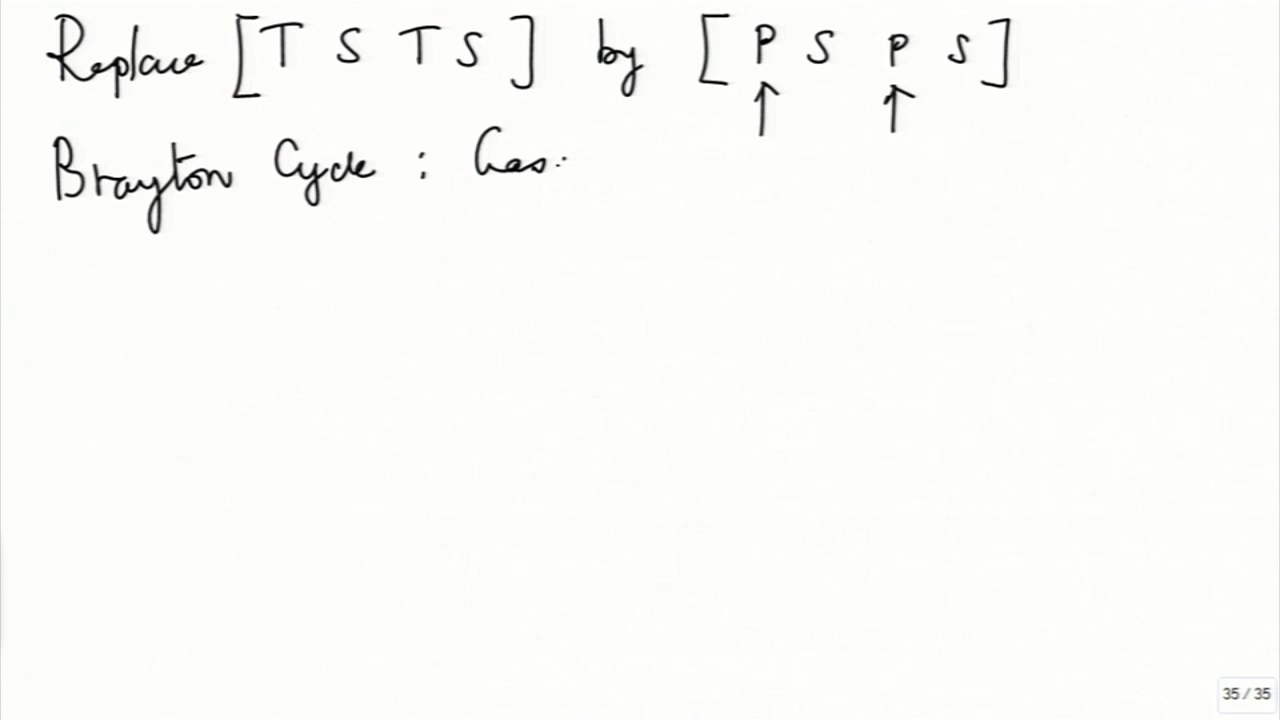 Replace [T S T S] by [P S P S]
↑ ↑
Brayton Cycle : Gas.
35/35